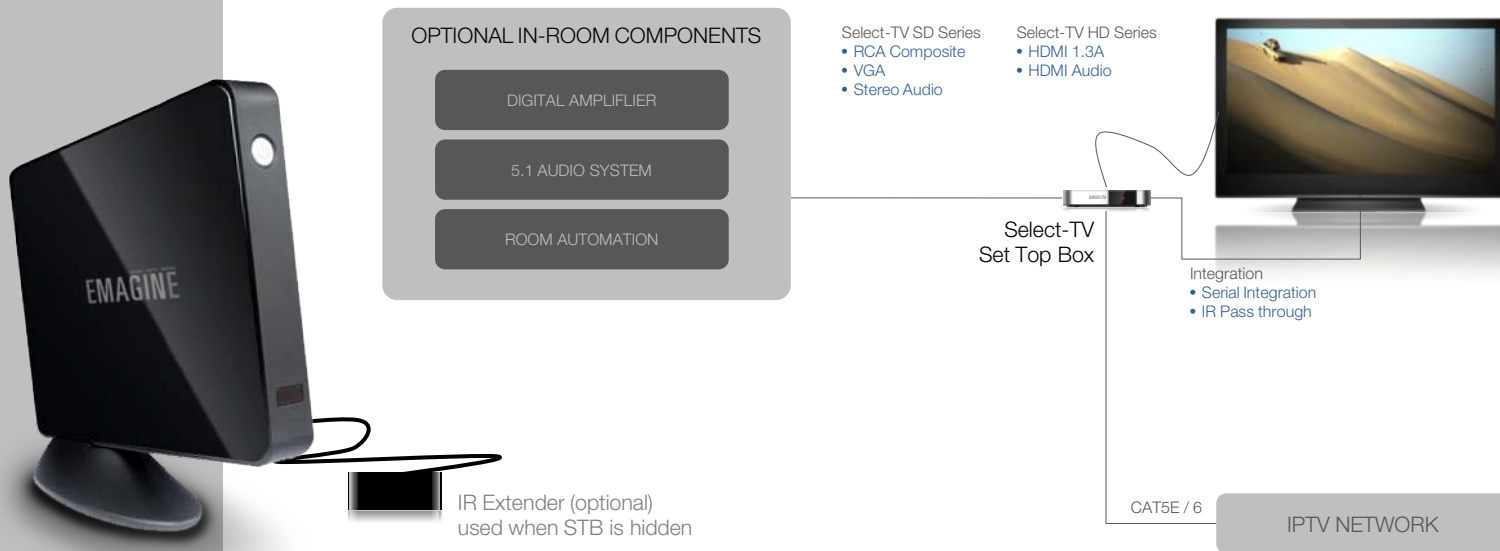 OPTIONAL IN-ROOM COMPONENTS
DIGITAL AMPLIFLIER
5.1 AUDIO SYSTEM
ROOM AUTOMATION
Select-TV SD Series
• RCA Composite
• VGA
• Stereo Audio
Select-TV HD Series
• HDMI 1.3A
• HDMI Audio
Select-TV
Set Top Box
Integration
• Serial Integration
• IR Pass through
EMAGINE
IR Extender (optional)
used when STB is hidden
CAT5E / 6
IPTV NETWORK